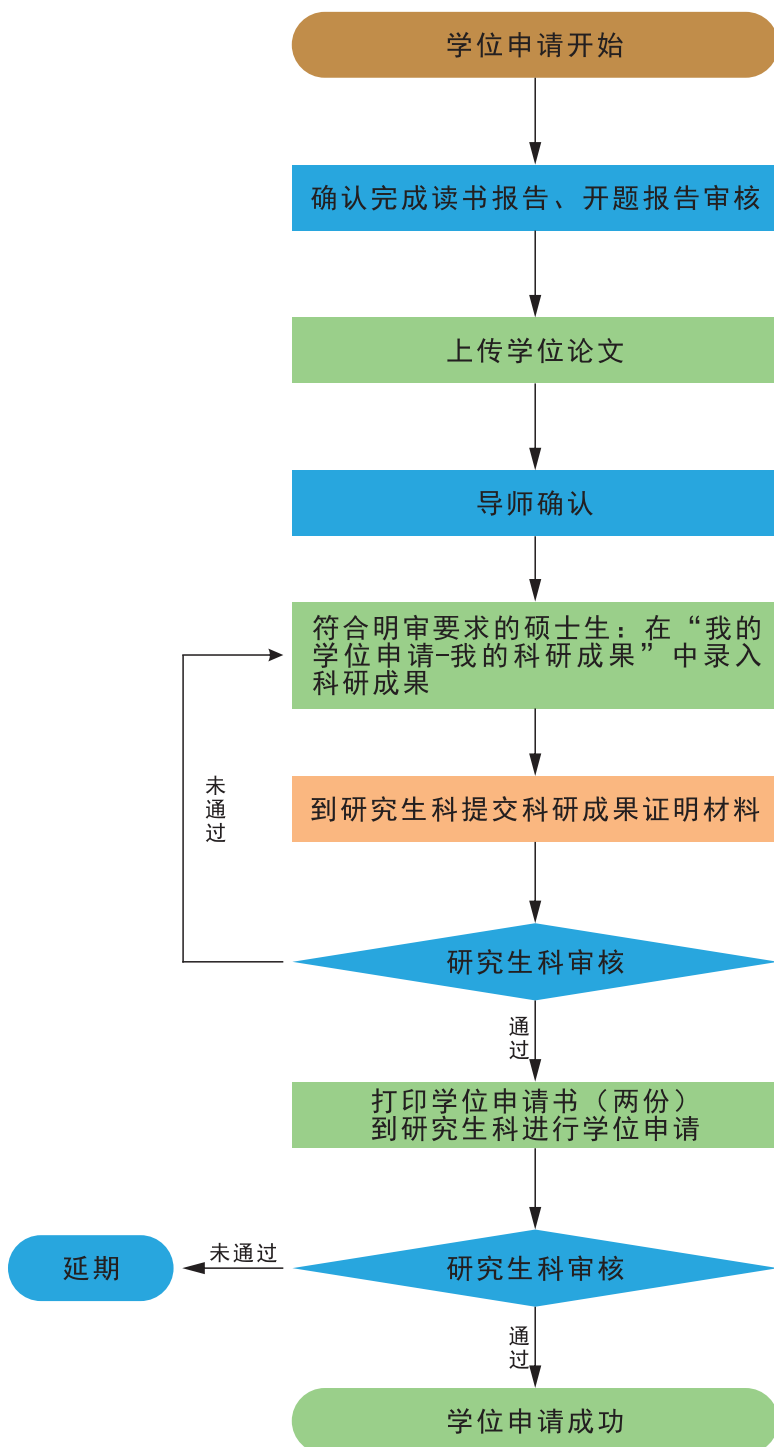 学位申请开始
确认完成读书报告、开题报告审核
上传学位论文
导师确认
符合明审要求的硕士生：在“我的
学位申请-我的科研成果”中录入
科研成果
未
通
过
到研究生科提交科研成果证明材料
研究生科审核
通
过
打印学位申请书（两份）
到研究生科进行学位申请
延期
未通过
研究生科审核
通
过
学位申请成功